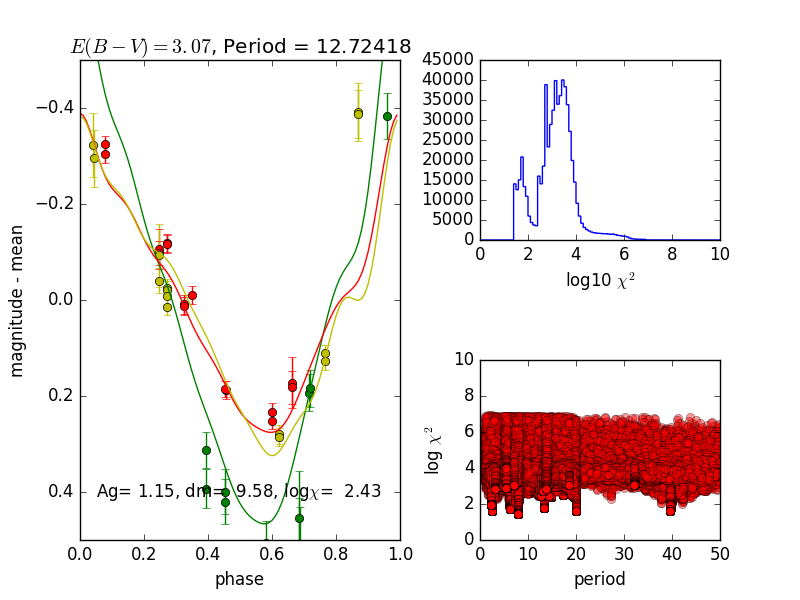 E(B − V) = 3.07, Period = 12.72418
−0.4
−0.2
0.0
0.2
0.4
magnitude - mean
Ag= 1.15, dm= 9.58, logχ= 2.43
0.0 0.2 0.4 0.6 0.8 1.0
phase
45000
40000
35000
30000
25000
20000
15000
10000
5000
0
0 2 4 6 8 10
log10 χ²
10
8
6
4
2
0
log χ²
0 10 20 30 40 50
period